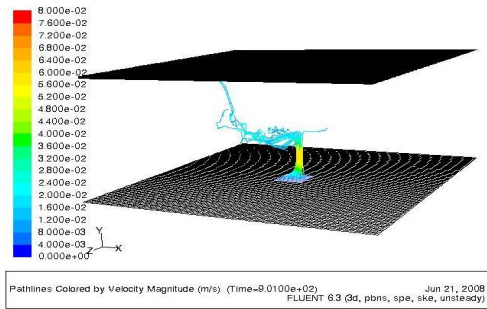 8.000e-02
7.600e-02
7.200e-02
6.800e-02
6.400e-02
6.000e-02
5.600e-02
5.200e-02
4.800e-02
4.400e-02
4.000e-02
3.600e-02
3.200e-02
2.800e-02
2.400e-02
2.000e-02
1.600e-02
1.200e-02
8.000e-03
4.000e-03
0.000e+00
Y
Z X
Pathlines Colored by Velocity Magnitude (m/s) (Time=9.0100e+02) Jun 21, 2008
FLUENT 6.3 (3d, pbns, spe, ske, unsteady)